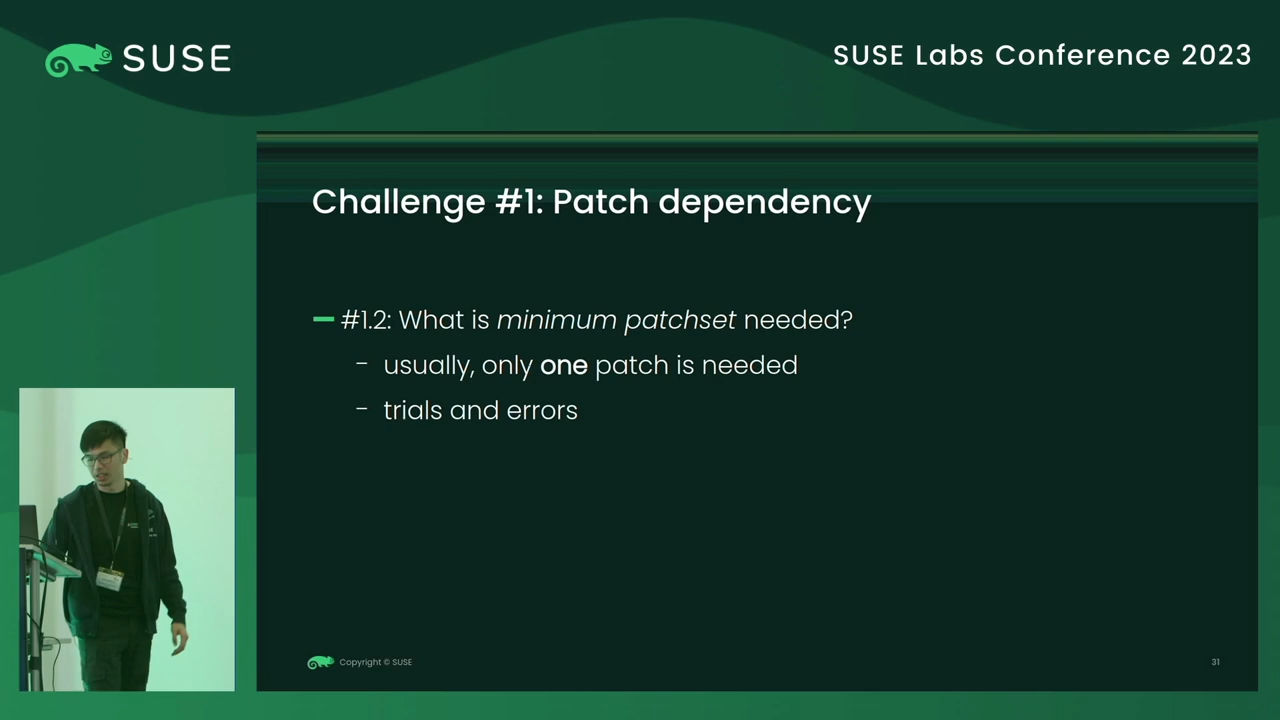 SUSE
SUSE Labs Conference 2023
Challenge #1: Patch dependency
#1.2: What is minimum patchset needed?
- usually, only one patch is needed
- trials and errors
Copyright © SUSE
31